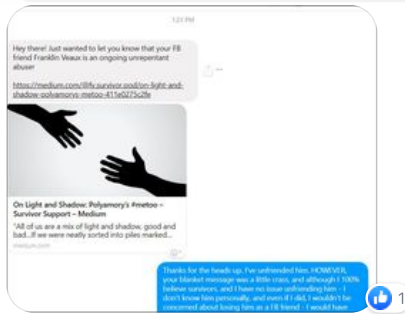 1:21 PM
Hey there! Just wanted to let you know that your FB
friend Franklin Veaux is an ongoing unrepentant
abuser
https://medium.com/@fv.survivor.pod/on-light-and-
shadow-polyamorys-metoo-411e0275c2fe
On Light and Shadow: Polyamory's #metoo –
Survivor Support – Medium
"All of us are a mix of light and shadow, good and
bad...If we were neatly sorted into piles marked...
medium.com
Thanks for the heads up. I've unfriended him. HOWEVER,
your blanket message was a little crass, and although I 100%
believe survivors, and I have no issue unfriending him - I
don't know him personally, and even if I did, I wouldn't be
concerned about losing him as a FB friend - I would have
1